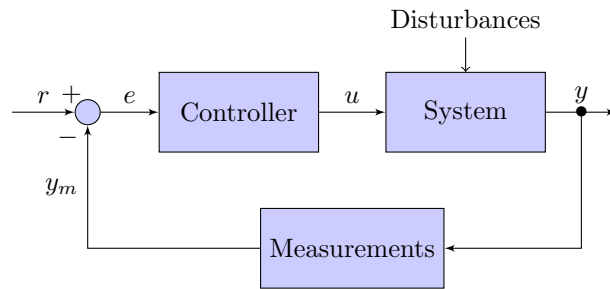 Disturbances
r
+
e
Controller
u
System
y
−
y_m
Measurements